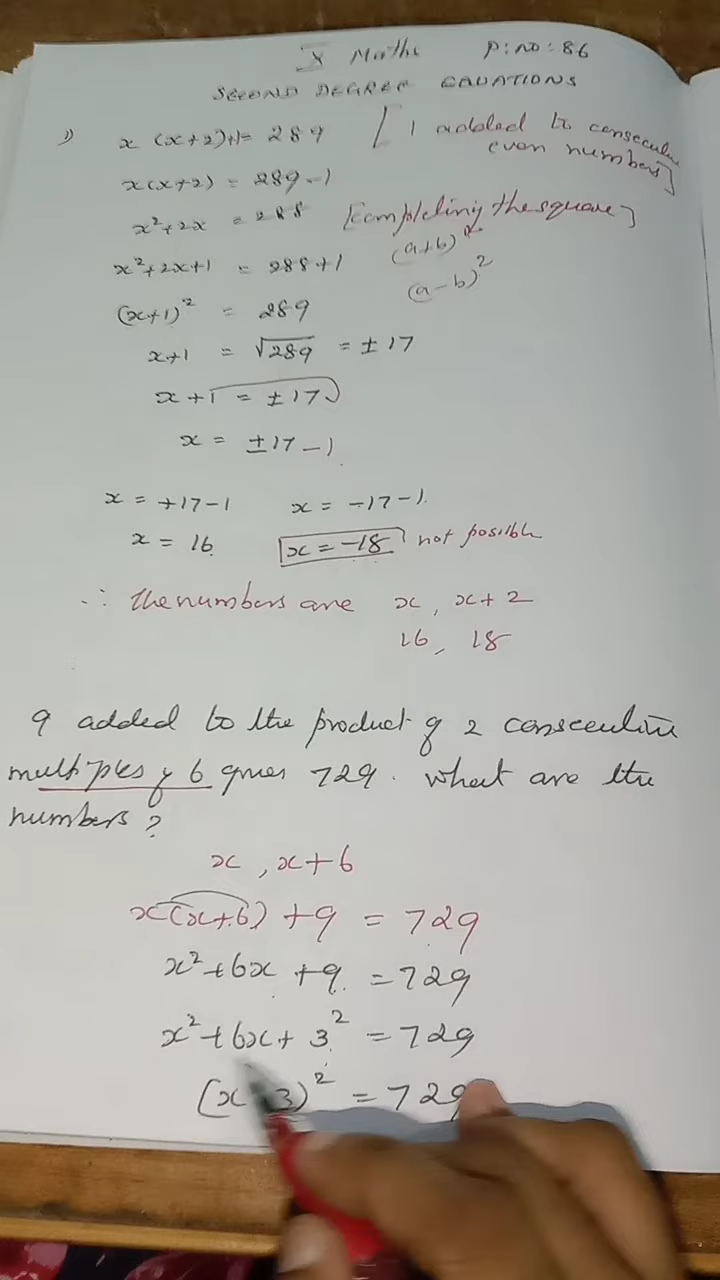 X Maths P: NO: 86
SECOND DEGREE EQUATIONS
1) x (x+2)+1= 289 [ 1 added to consecutive even numbers]
x(x+2) = 289-1
x²+2x = 288 [completing the square]
x²+2x+1 = 288+1 (a+b)²
(a-b)²
(x+1)² = 289
x+1 = √289 = ±17
x+1 = ±17
x = ±17-1
x = +17-1 x = -17-1
x = 16 x = -18 not possible
∴ the numbers are x, x+2
16, 18
9 added to the product of 2 consecutive
multiples of 6 gives 729. what are the
numbers?
x, x+6
x(x+6) +9 = 729
x²+6x +9 = 729
x²+6x+ 3² = 729
(x 3)² = 729